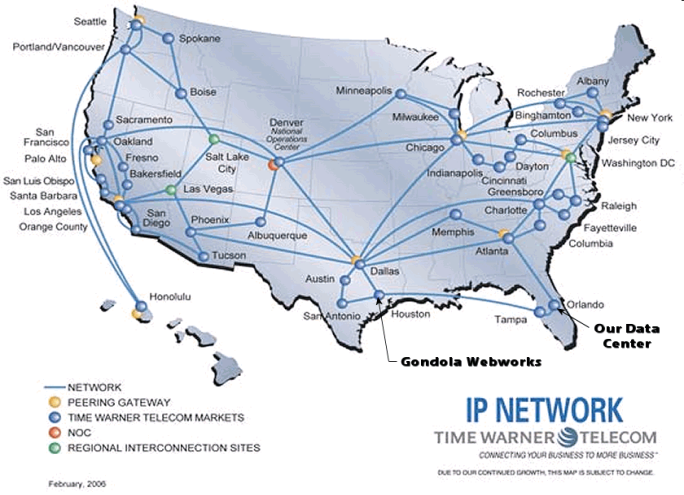 Seattle
Portland/Vancouver
Spokane
Boise
Minneapolis
Milwaukee
Chicago
Rochester
Albany
Binghamton
New York
Jersey City
Columbus
Washington DC
Dayton
Indianapolis
Cincinnati
Greensboro
Charlotte
Raleigh
Fayetteville
Columbia
Sacramento
San
Francisco
Oakland
Palo Alto
Fresno
Bakersfield
San Luis Obispo
Santa Barbara
Los Angeles
Orange County
San
Diego
Salt Lake
City
Las Vegas
Denver
National
Operations
Center
Phoenix
Albuquerque
Tucson
Memphis
Atlanta
Dallas
Austin
San Antonio
Houston
Honolulu
Orlando
Tampa
Our Data
Center
Gondola Webworks
NETWORK
PEERING GATEWAY
TIME WARNER TELECOM MARKETS
NOC
REGIONAL INTERCONNECTION SITES
IP NETWORK
TIME WARNER TELECOM
CONNECTING YOUR BUSINESS TO MORE BUSINESS™
DUE TO OUR CONTINUED GROWTH, THIS MAP IS SUBJECT TO CHANGE.
February, 2006